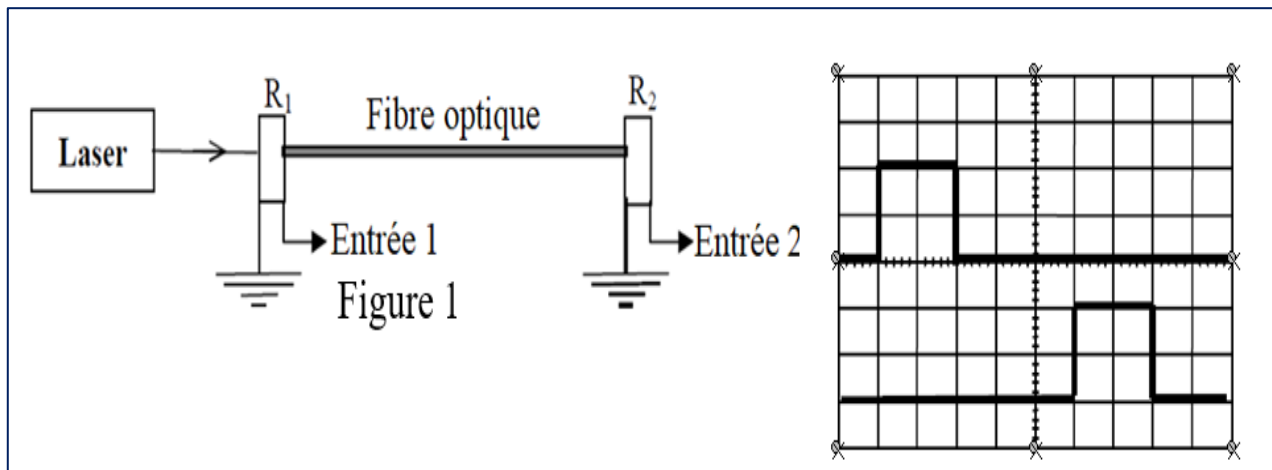 R₁
R₂
Fibre optique
Laser
Entrée 1
Entrée 2
Figure 1